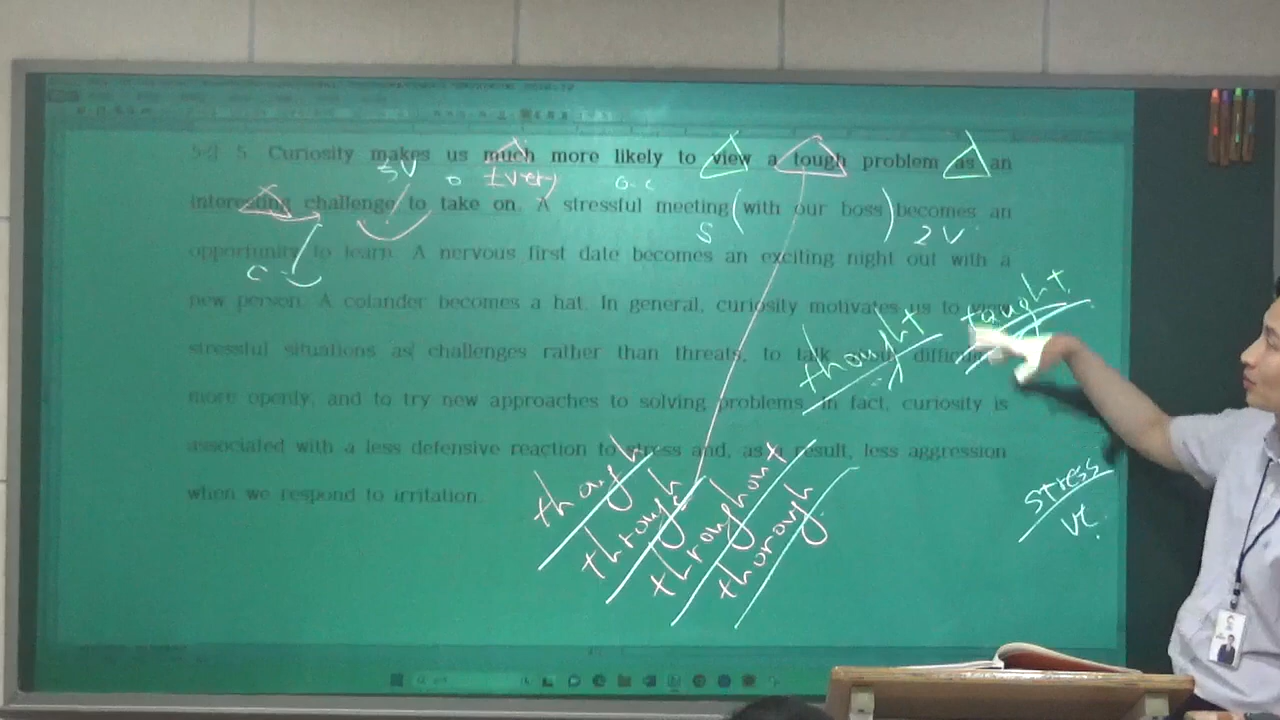 5. Curiosity makes us much more likely to view a tough problem as an
5V o very o.c
interesting challenge to take on. A stressful meeting (with our boss) becomes an
S 2V
opportunity to learn. A nervous first date becomes an exciting night out with a
C
new person. A colander becomes a hat. In general, curiosity motivates us to view
thought taught
stressful situations as challenges rather than threats, to talk
more openly, and to try new approaches to solving problems. In fact, curiosity is
associated with a less defensive reaction to stress and, as a result, less aggression
when we respond to irritation.
though
through
throughout
thorough
stress
vt.